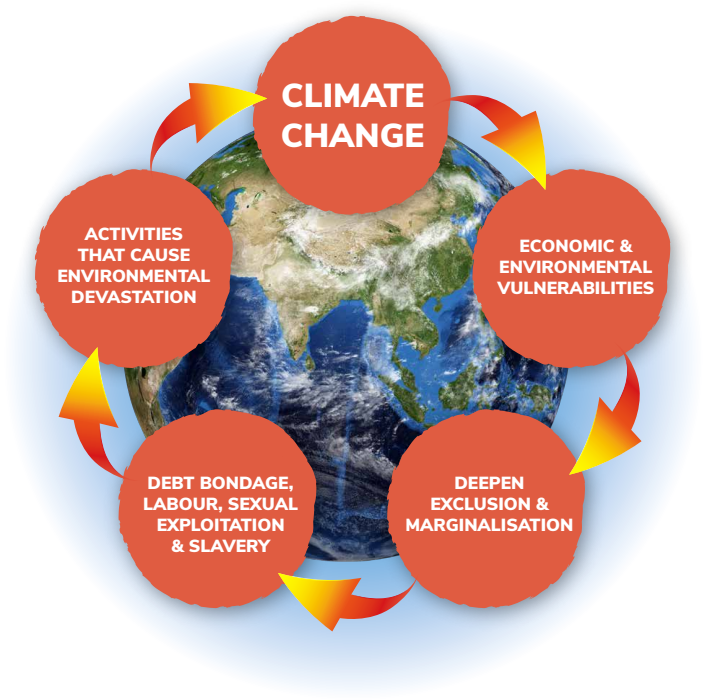 CLIMATE
CHANGE
ECONOMIC &
ENVIRONMENTAL
VULNERABILITIES
DEEPEN
EXCLUSION &
MARGINALISATION
DEBT BONDAGE,
LABOUR, SEXUAL
EXPLOITATION
& SLAVERY
ACTIVITIES
THAT CAUSE
ENVIRONMENTAL
DEVASTATION